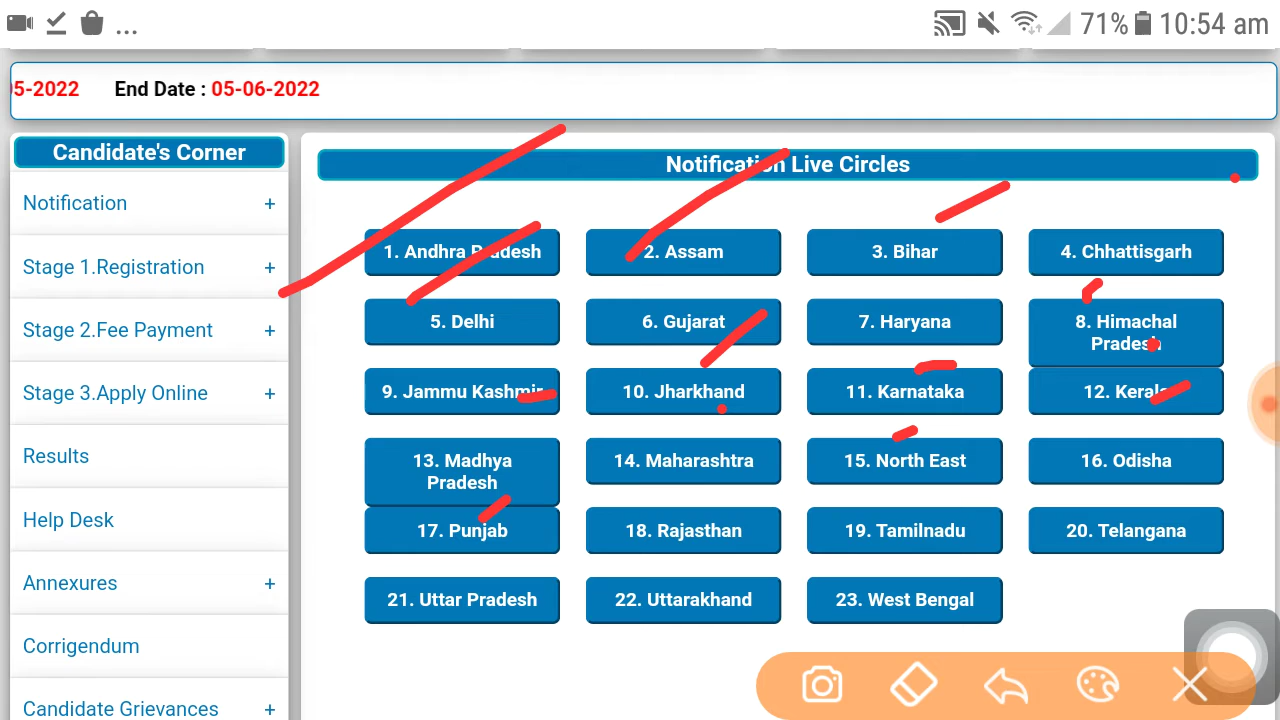 ... 71% 10:54 am
5-2022 End Date : 05-06-2022
Candidate's Corner
Notification +
Stage 1.Registration +
Stage 2.Fee Payment +
Stage 3.Apply Online +
Results
Help Desk
Annexures +
Corrigendum
Candidate Grievances +
Notification Live Circles
1. Andhra Pradesh
2. Assam
3. Bihar
4. Chhattisgarh
5. Delhi
6. Gujarat
7. Haryana
8. Himachal
Pradesh
9. Jammu Kashmir
10. Jharkhand
11. Karnataka
12. Kerala
13. Madhya
Pradesh
14. Maharashtra
15. North East
16. Odisha
17. Punjab
18. Rajasthan
19. Tamilnadu
20. Telangana
21. Uttar Pradesh
22. Uttarakhand
23. West Bengal